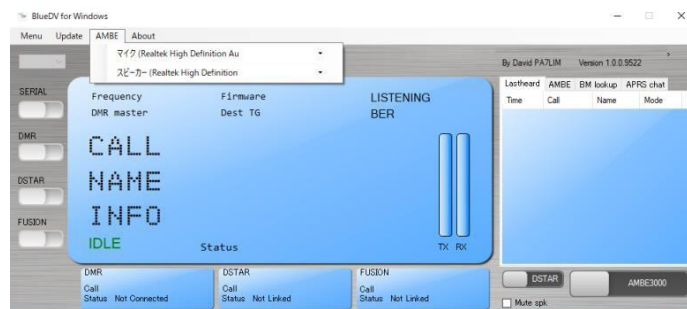 BlueDV for Windows
Menu Update AMBE About
マイク (Realtek High Definition Au
スピーカー (Realtek High Definition
By David PA7LIM Version 1.0.0.9522
SERIAL
DMR
DSTAR
FUSION
Frequency Firmware LISTENING
DMR master Dest TG BER
CALL
NAME
INFO
IDLE Status TX RX
Lastheard AMBE BM lookup APRS chat
Time Call Name Mode
DMR
Call
Status Not Connected
DSTAR
Call
Status Not Linked
FUSION
Call
Status Not Linked
DSTAR AMBE3000
Mute spk